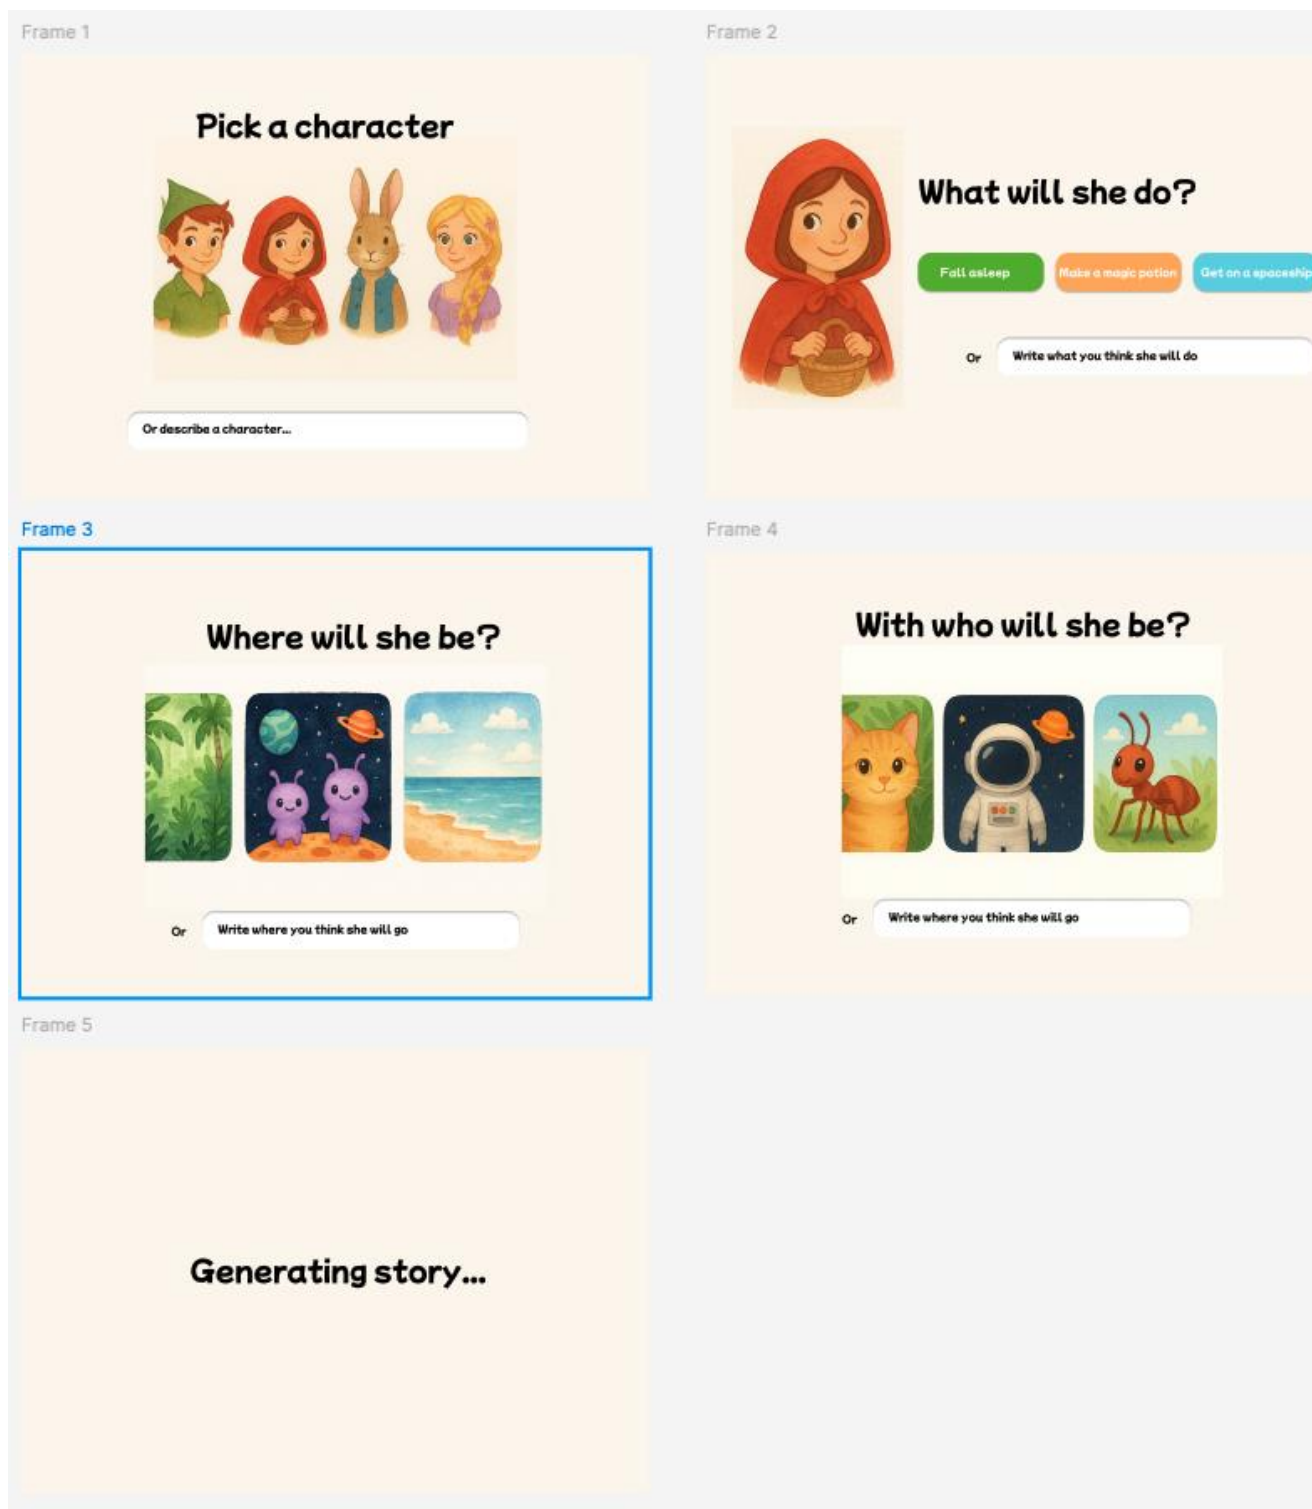 Frame 1
Pick a character
Or describe a character...
Frame 2
What will she do?
Fall asleep
Make a magic potion
Get on a spaceship
Or
Write what you think she will do
Frame 3
Where will she be?
Or
Write where you think she will go
Frame 4
With who will she be?
Or
Write where you think she will go
Frame 5
Generating story...